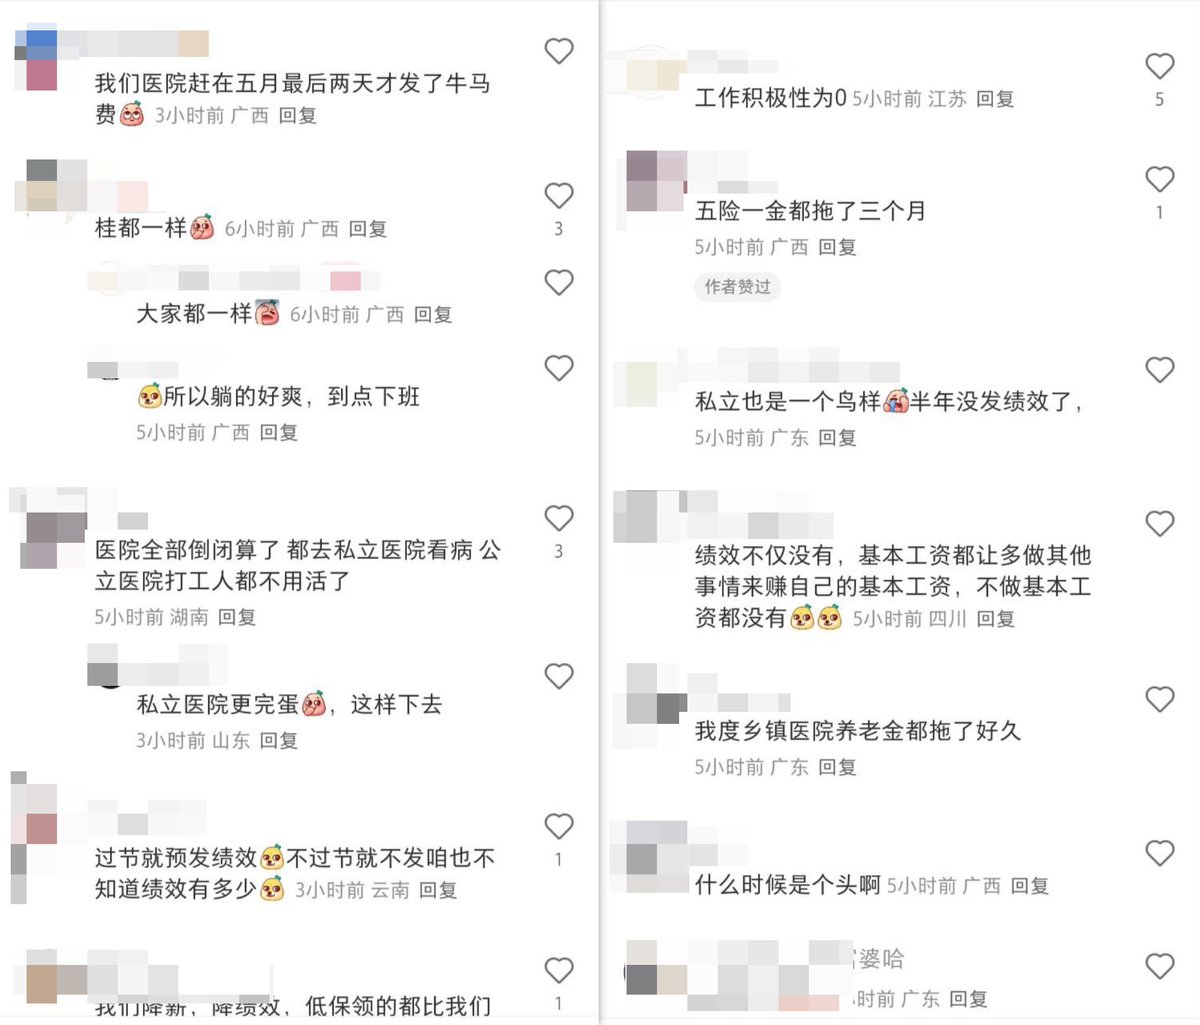 我们医院赶在五月最后两天才发了牛马
费 3小时前 广西 回复
桂都一样 6小时前 广西 回复
3
大家都一样 6小时前 广西 回复
所以躺的好爽，到点下班
5小时前 广西 回复
医院全部倒闭算了 都去私立医院看病 公
立医院打工人都不用活了
3
5小时前 湖南 回复
私立医院更完蛋，这样下去
3小时前 山东 回复
过节就预发绩效不过节就不发咱也不
知道绩效有多少 3小时前 云南 回复
1
我们降薪，降绩效，低保领的都比我们
1
工作积极性为0 5小时前 江苏 回复
5
五险一金都拖了三个月
1
5小时前 广西 回复
作者赞过
私立也是一个鸟样半年没发绩效了，
5小时前 广东 回复
绩效不仅没有，基本工资都让多做其他
事情来赚自己的基本工资，不做基本工
资都没有 5小时前 四川 回复
我度乡镇医院养老金都拖了好久
5小时前 广东 回复
什么时候是个头啊 5小时前 广西 回复
婆哈
时前 广东 回复